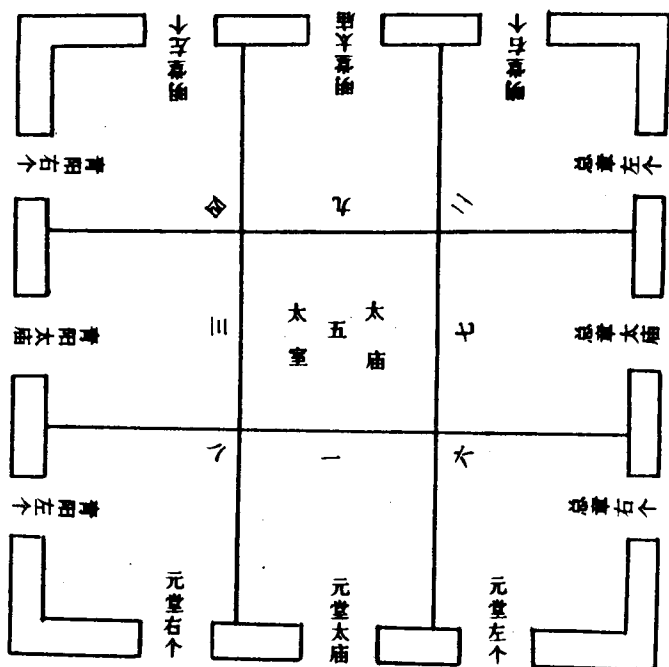 明堂左个
明堂太庙
明堂右个
青阳右个
总章左个
四
九
二
青阳太庙
三
太室
五
太庙
七
总章太庙
八
一
六
青阳左个
总章右个
元堂右个
元堂太庙
元堂左个